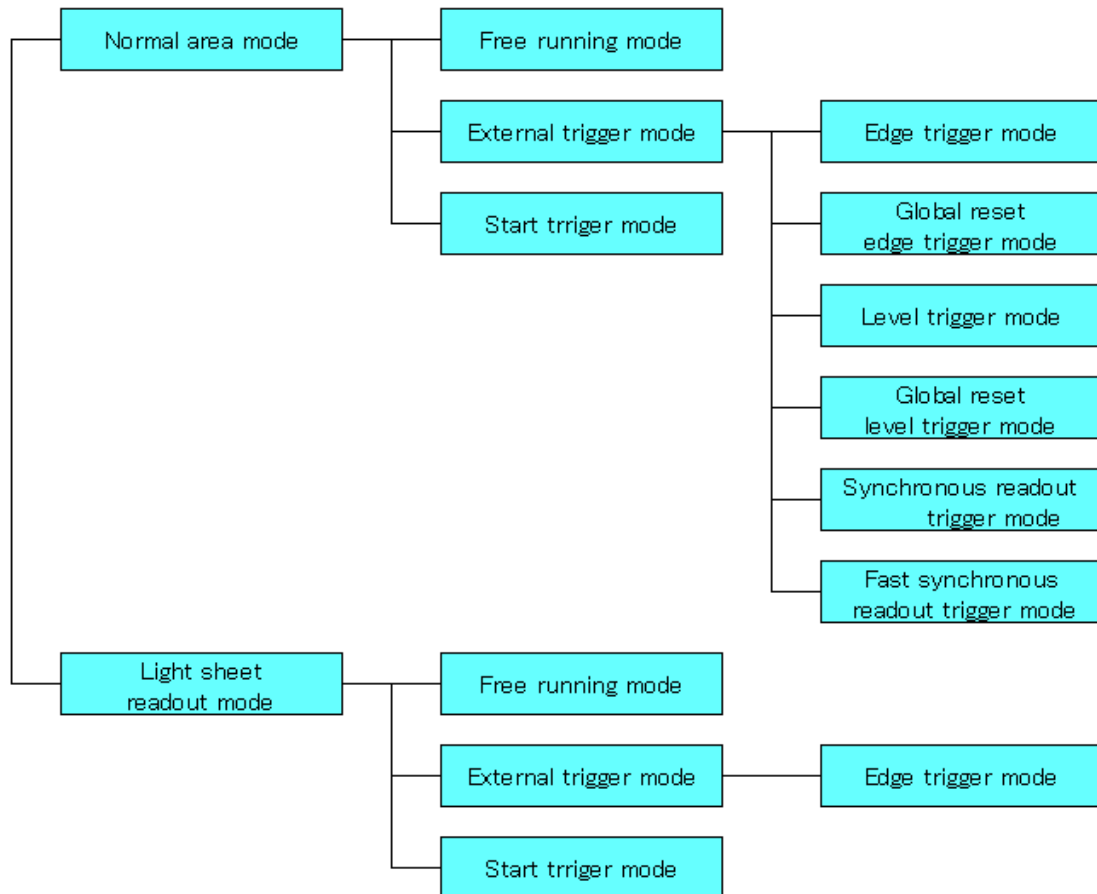 Normal area mode
Free running mode
External trigger mode
Edge trigger mode
Start trriger mode
Global reset
edge trigger mode
Level trigger mode
Global reset
level trigger mode
Synchronous readout
trigger mode
Fast synchronous
readout trigger mode
Light sheet
readout mode
Free running mode
External trigger mode
Edge trigger mode
Start trriger mode